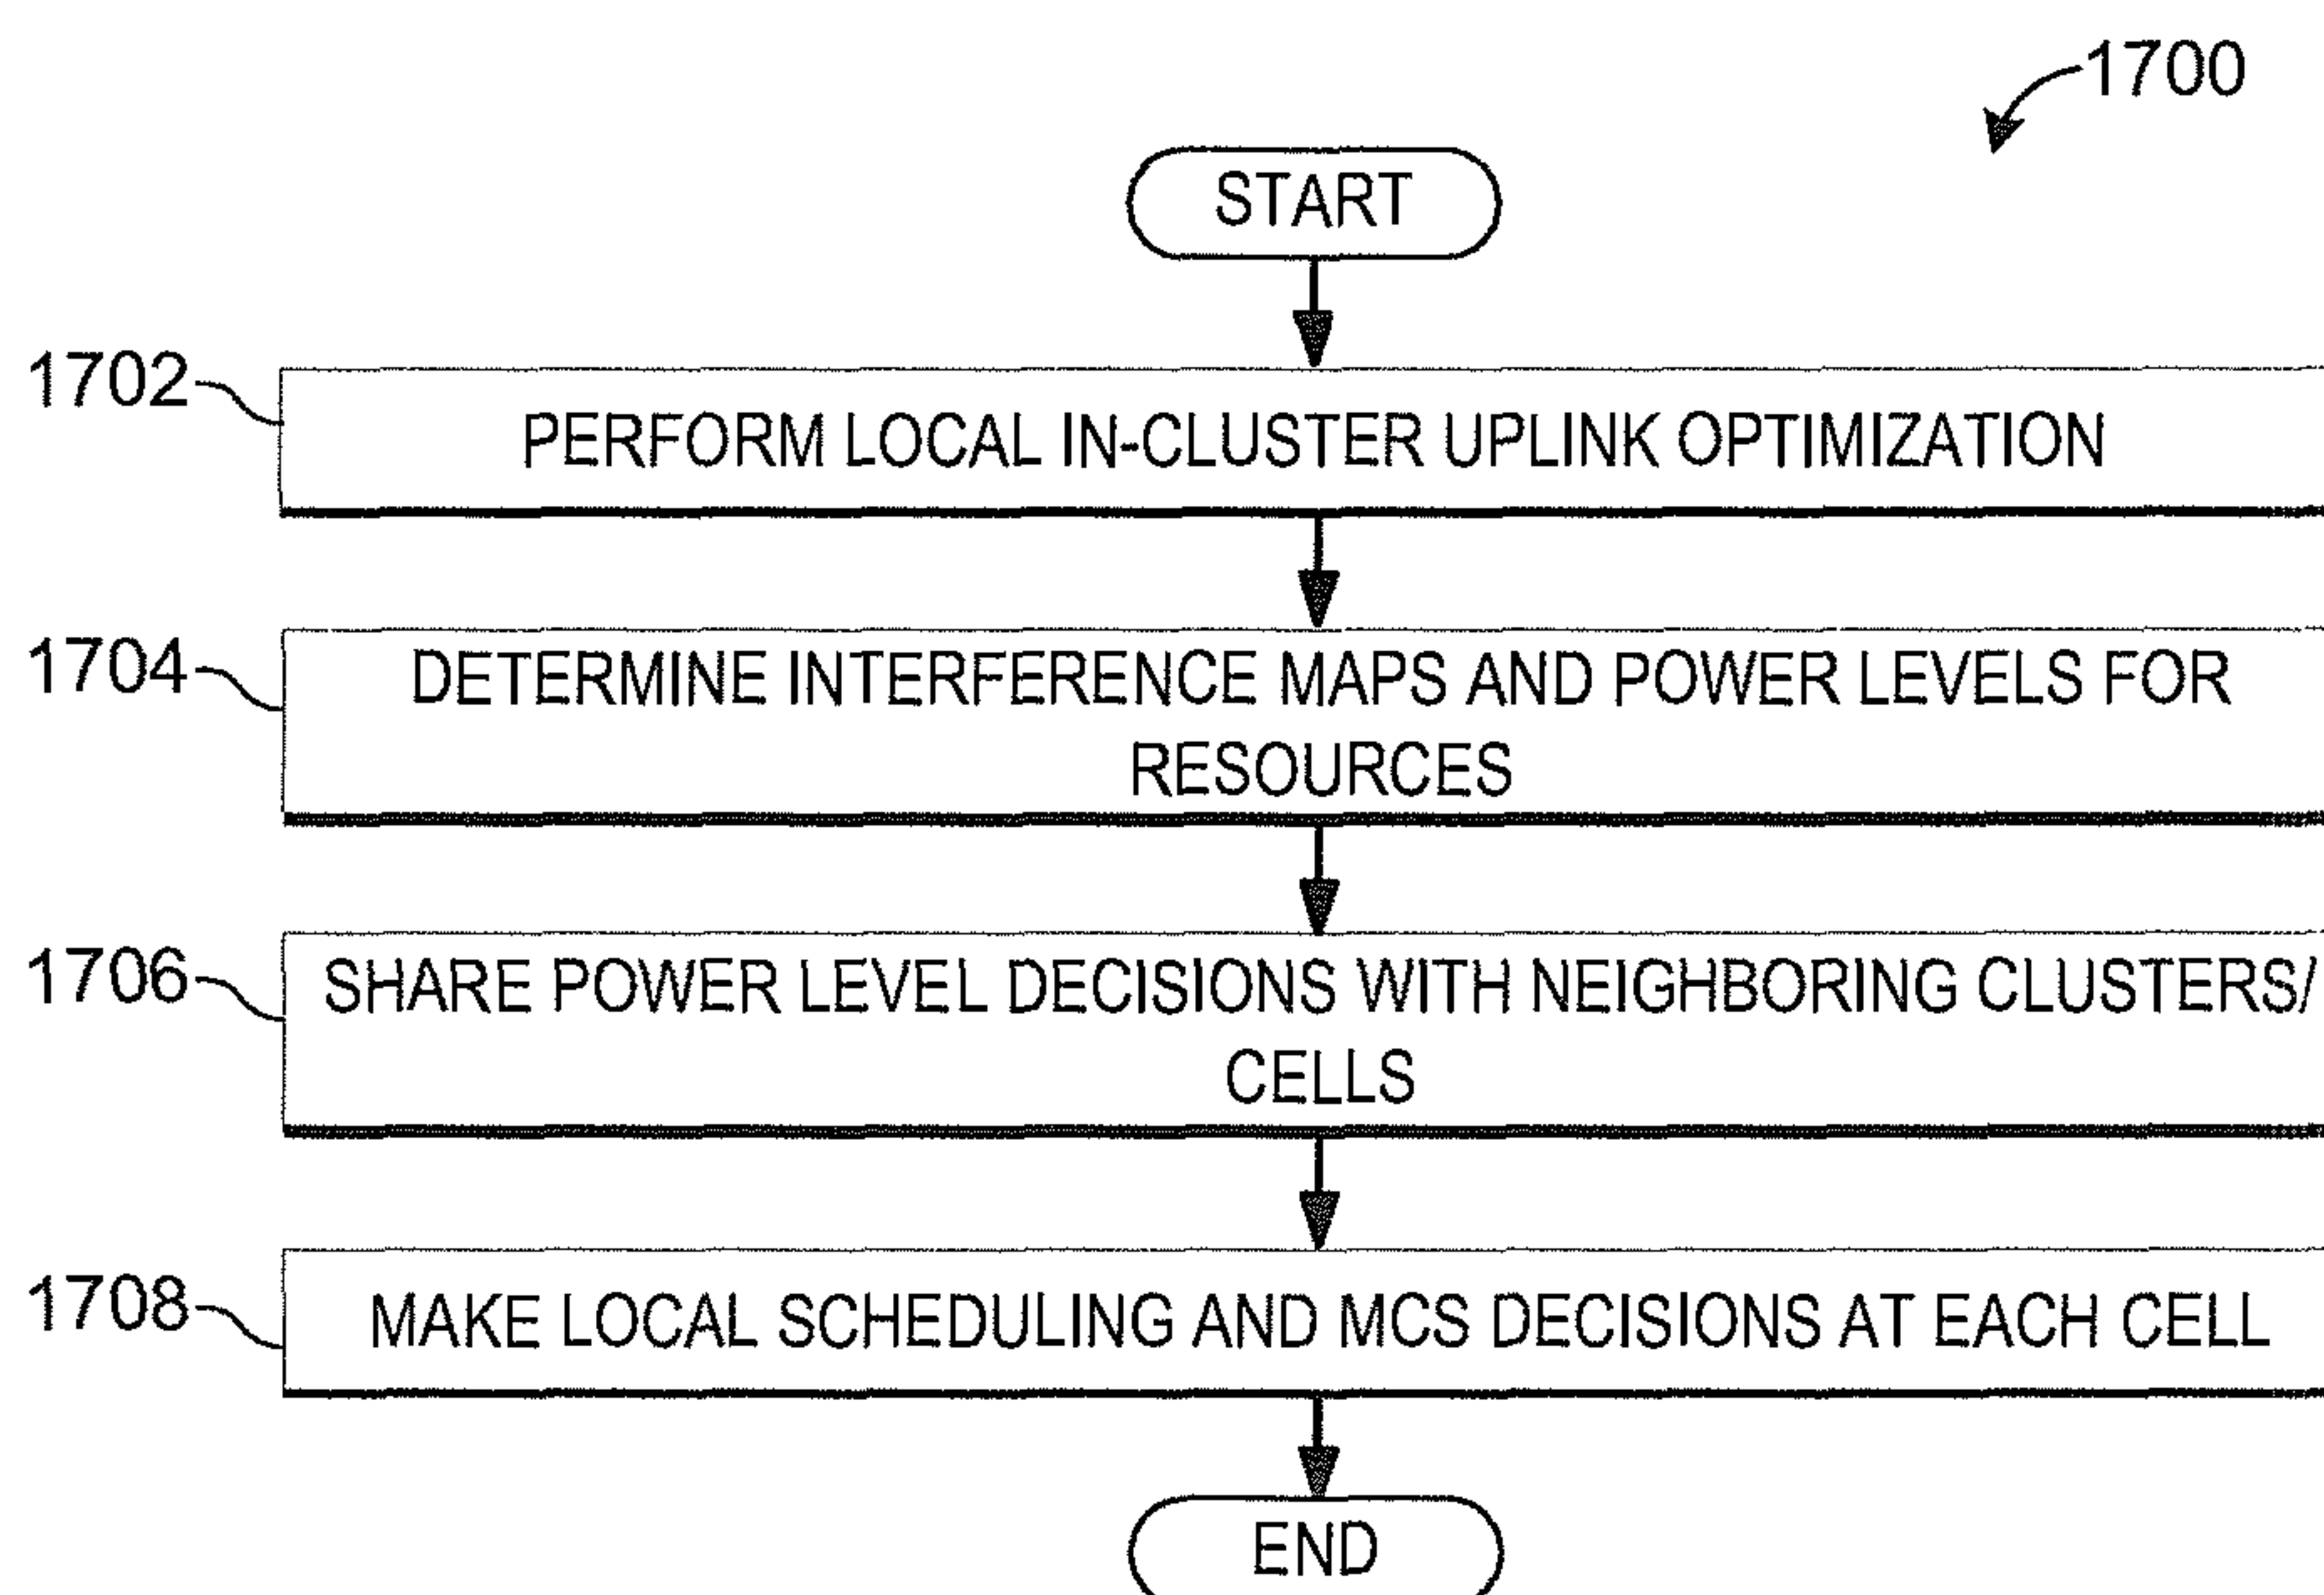 1700
START
1702
PERFORM LOCAL IN-CLUSTER UPLINK OPTIMIZATION
1704
DETERMINE INTERFERENCE MAPS AND POWER LEVELS FOR
RESOURCES
1706
SHARE POWER LEVEL DECISIONS WITH NEIGHBORING CLUSTERS/
CELLS
1708
MAKE LOCAL SCHEDULING AND MCS DECISIONS AT EACH CELL
END